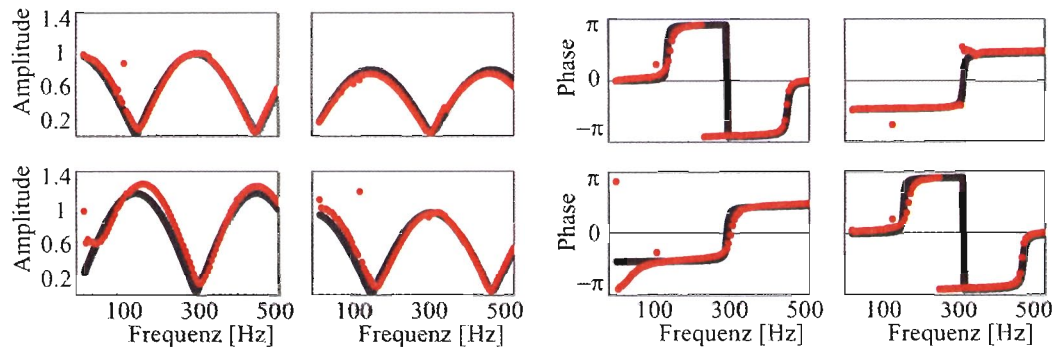 Amplitude
1.4
1
0.6
0.2
Phase
π
0
−π
Amplitude
1.4
1
0.6
0.2
100 300 500
100 300 500
Frequenz [Hz]
Frequenz [Hz]
Phase
π
0
−π
100 300 500
100 300 500
Frequenz [Hz]
Frequenz [Hz]